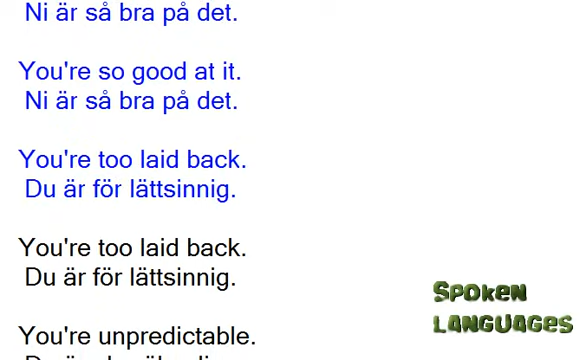 Ni är så bra på det.
You're so good at it.
Ni är så bra på det.
You're too laid back.
Du är för lättsinnig.
You're too laid back.
Du är för lättsinnig.
You're unpredictable.
SPOKEN
LANGUAGES